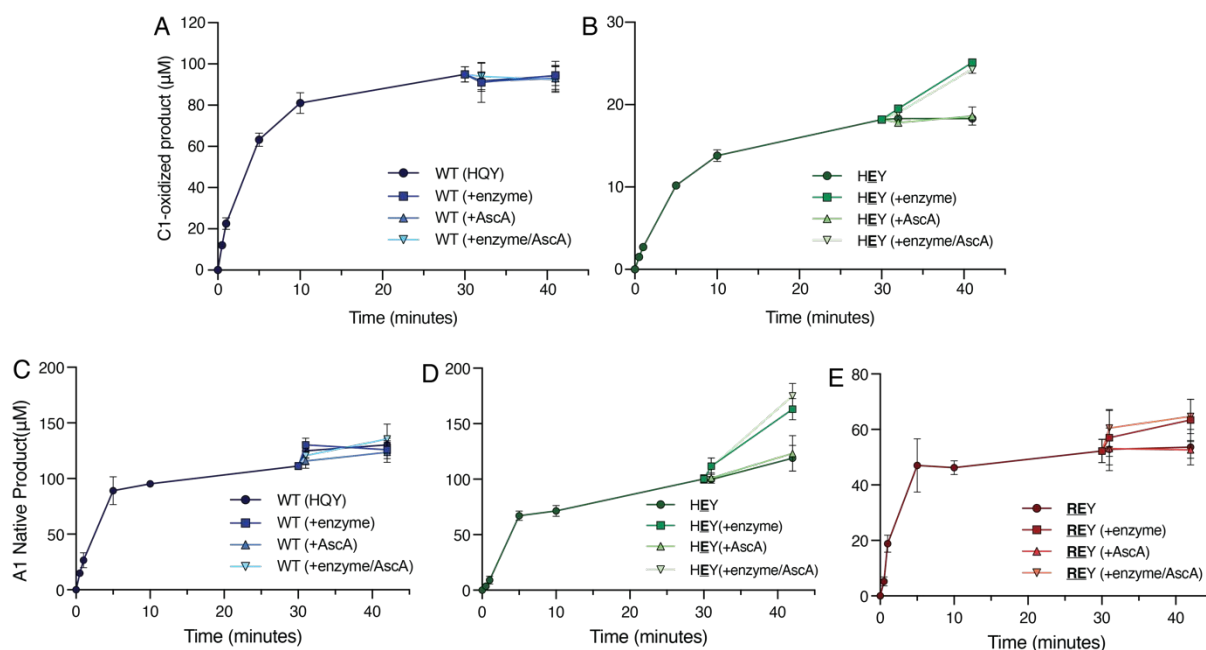 A
C1-oxidized product (µM)
120
100
80
60
40
20
0
0 10 20 30 40
Time (minutes)
WT (HQY)
WT (+enzyme)
WT (+AscA)
WT (+enzyme/AscA)
B
30
20
10
0
0 10 20 30 40
Time (minutes)
HEY
HEY (+enzyme)
HEY (+AscA)
HEY (+enzyme/AscA)
C
A1 Native Product(µM)
200
150
100
50
0
0 10 20 30 40
Time (minutes)
WT (HQY)
WT (+enzyme)
WT (+AscA)
WT (+enzyme/AscA)
D
200
150
100
50
0
0 10 20 30 40
Time (minutes)
HEY
HEY(+enzyme)
HEY(+AscA)
HEY(+enzyme/AscA)
E
80
60
40
20
0
0 10 20 30 40
Time (minutes)
REY
REY (+enzyme)
REY (+AscA)
REY (+enzyme/AscA)